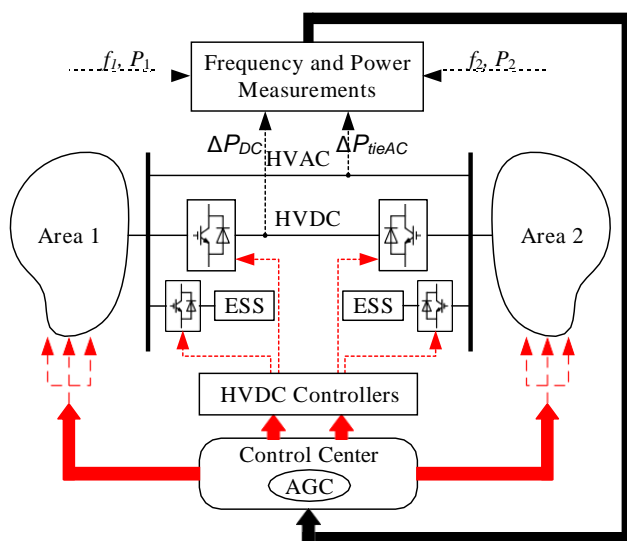 f1, P1
Frequency and Power
Measurements
f2, P2
ΔPDC
ΔPtieAC
HVAC
HVDC
Area 1
Area 2
ESS
ESS
HVDC Controllers
Control Center
AGC